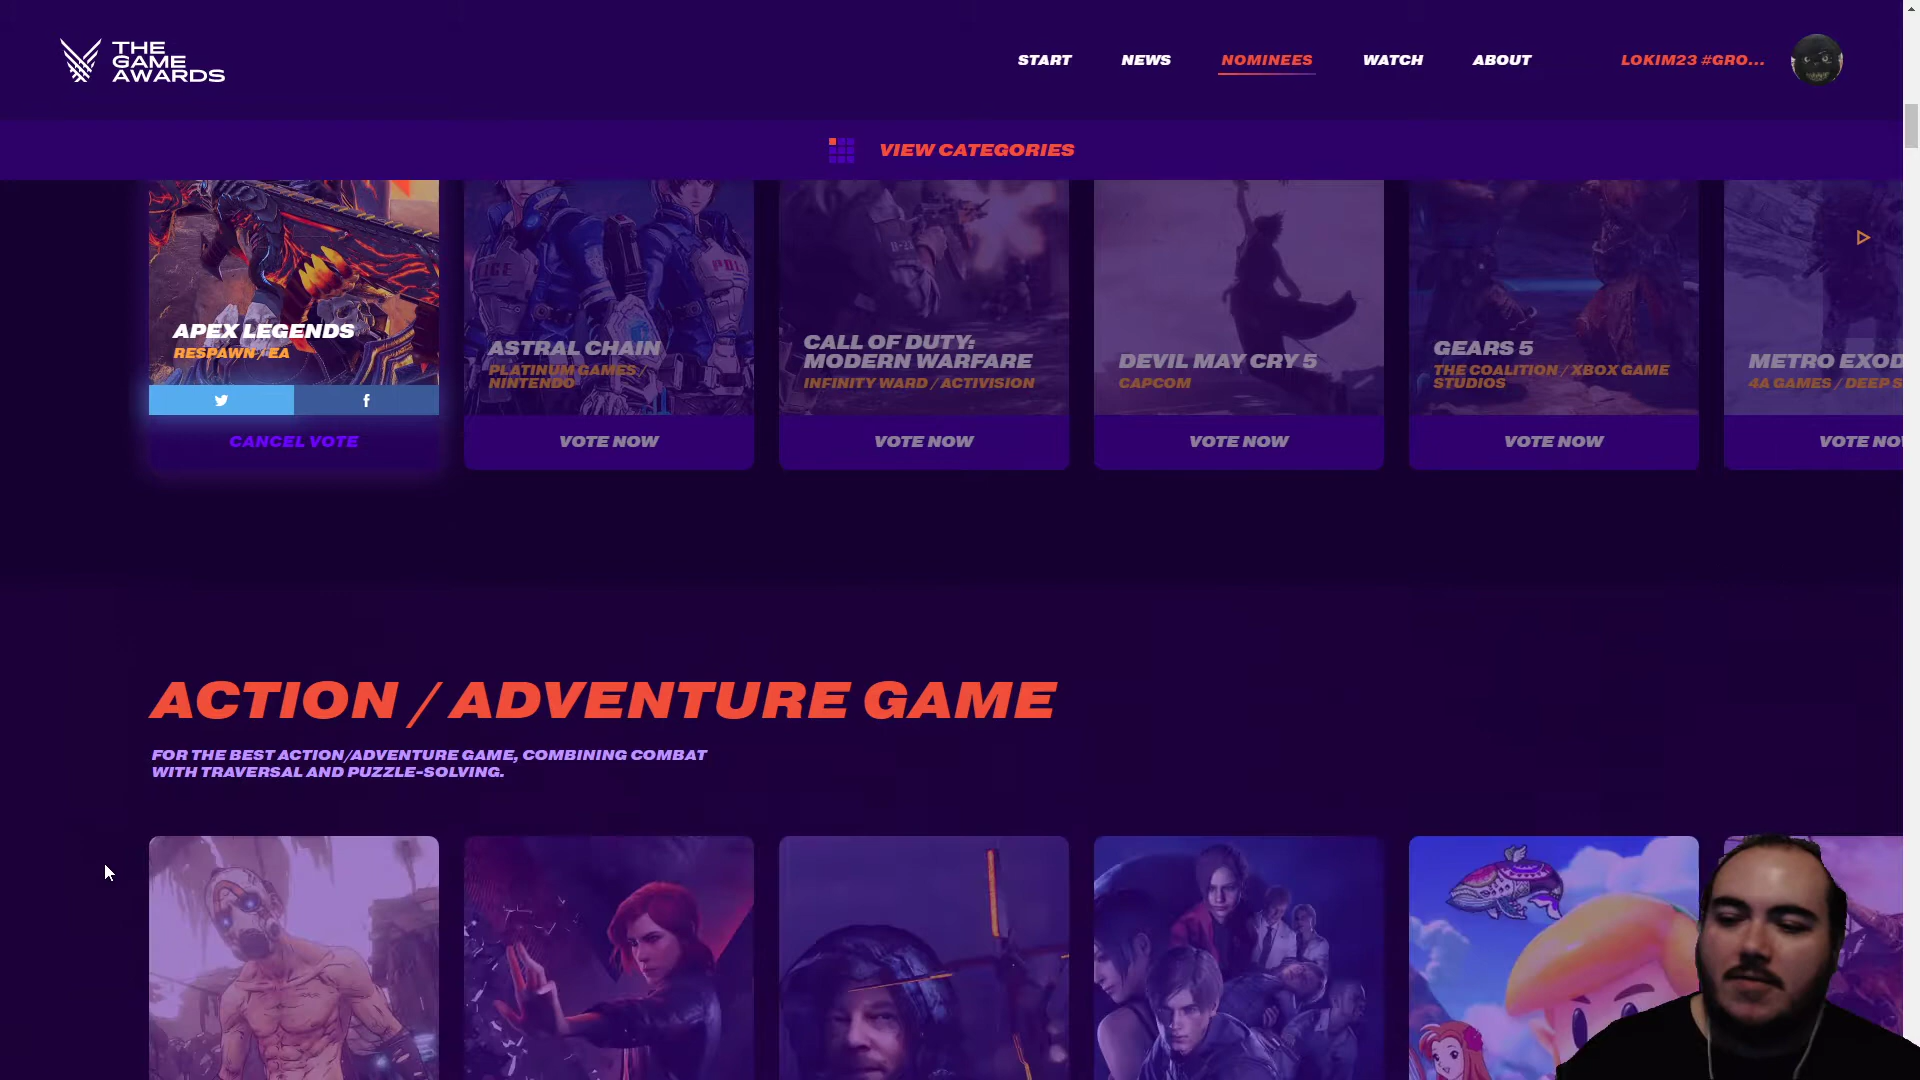 THE
GAME
AWARDS
START
NEWS
NOMINEES
WATCH
ABOUT
LOKIM23 #GRO...
VIEW CATEGORIES
APEX LEGENDS
RESPAWN / EA
CANCEL VOTE
ASTRAL CHAIN
PLATINUM GAMES /
NINTENDO
VOTE NOW
CALL OF DUTY:
MODERN WARFARE
INFINITY WARD / ACTIVISION
VOTE NOW
DEVIL MAY CRY 5
CAPCOM
VOTE NOW
GEARS 5
THE COALITION / XBOX GAME
STUDIOS
VOTE NOW
METRO EXOD
4A GAMES / DEEP S
VOTE NOW
ACTION / ADVENTURE GAME
FOR THE BEST ACTION/ADVENTURE GAME, COMBINING COMBAT
WITH TRAVERSAL AND PUZZLE-SOLVING.